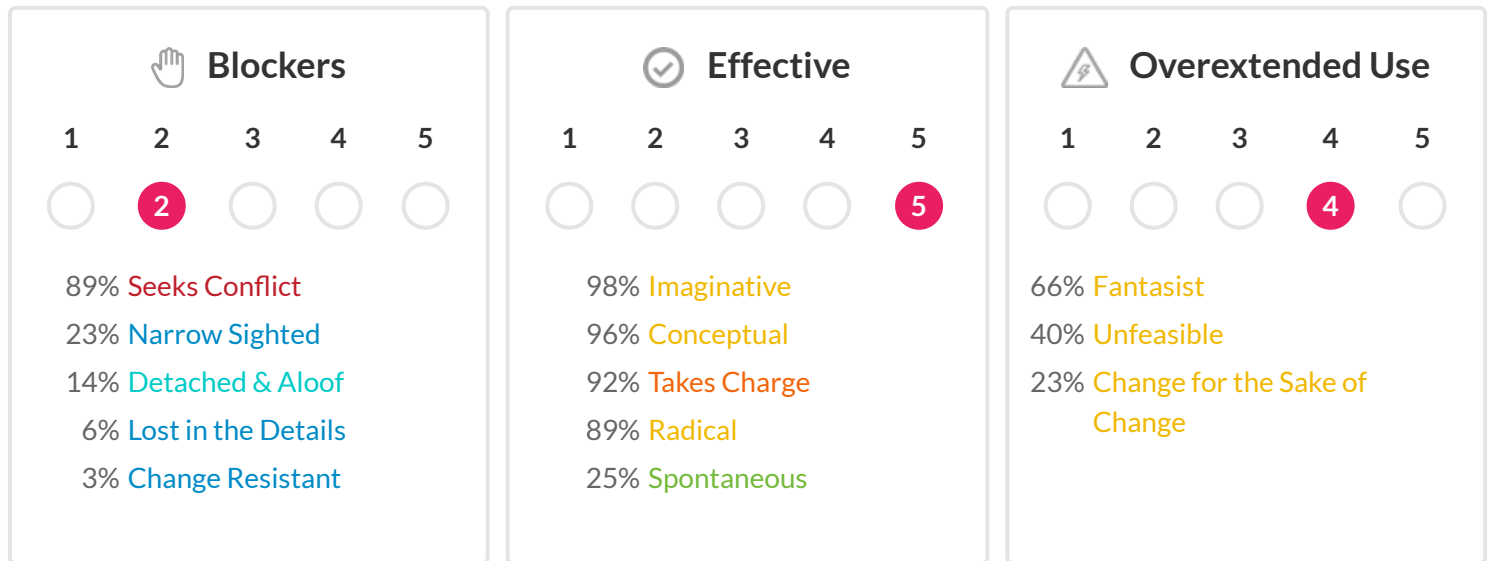 Blockers
1 2 3 4 5
2
89% Seeks Conflict
23% Narrow Sighted
14% Detached & Aloof
6% Lost in the Details
3% Change Resistant
Effective
1 2 3 4 5
5
98% Imaginative
96% Conceptual
92% Takes Charge
89% Radical
25% Spontaneous
Overextended Use
1 2 3 4 5
4
66% Fantasist
40% Unfeasible
23% Change for the Sake of
Change